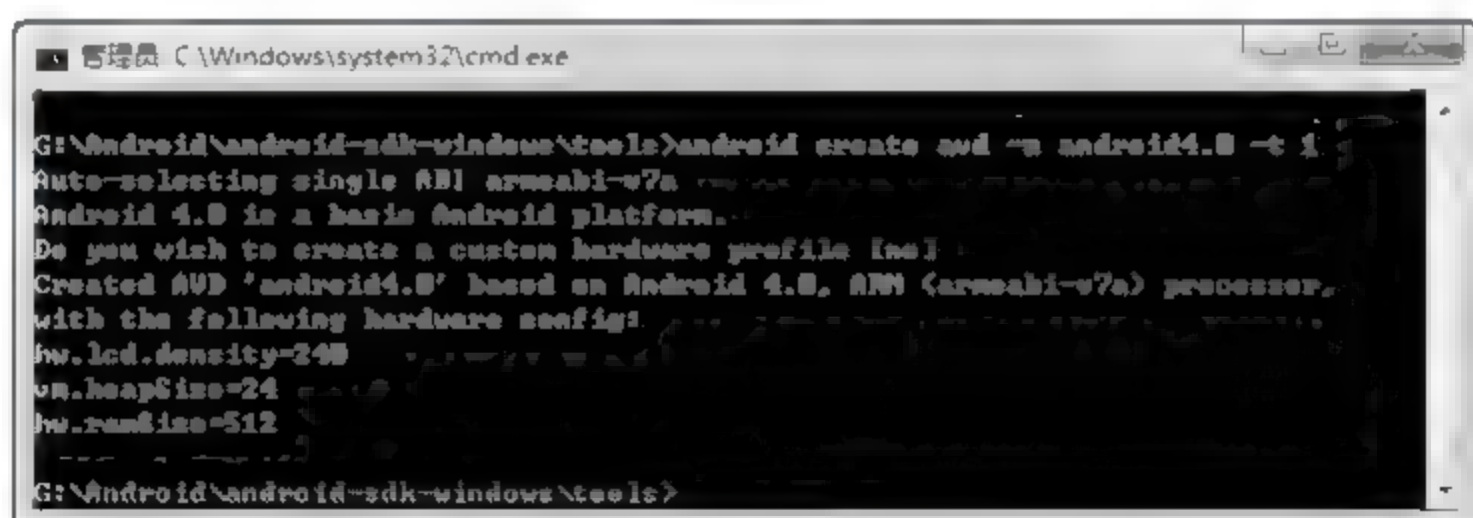 管理员 C \Windows\system32\cmd exe
G:\Android\android-sdk-windows\tools>android create avd -n android4.0 -t 1
Auto-selecting single ABI armeabi-v7a
Android 4.0 is a basic Android platform.
Do you wish to create a custom hardware profile [no]
Created AVD 'android4.0' based on Android 4.0, ARM (armeabi-v7a) processor,
with the following hardware config:
hw.lcd.density=240
vm.heapSize=24
hw.ramSize=512
G:\Android\android-sdk-windows\tools>